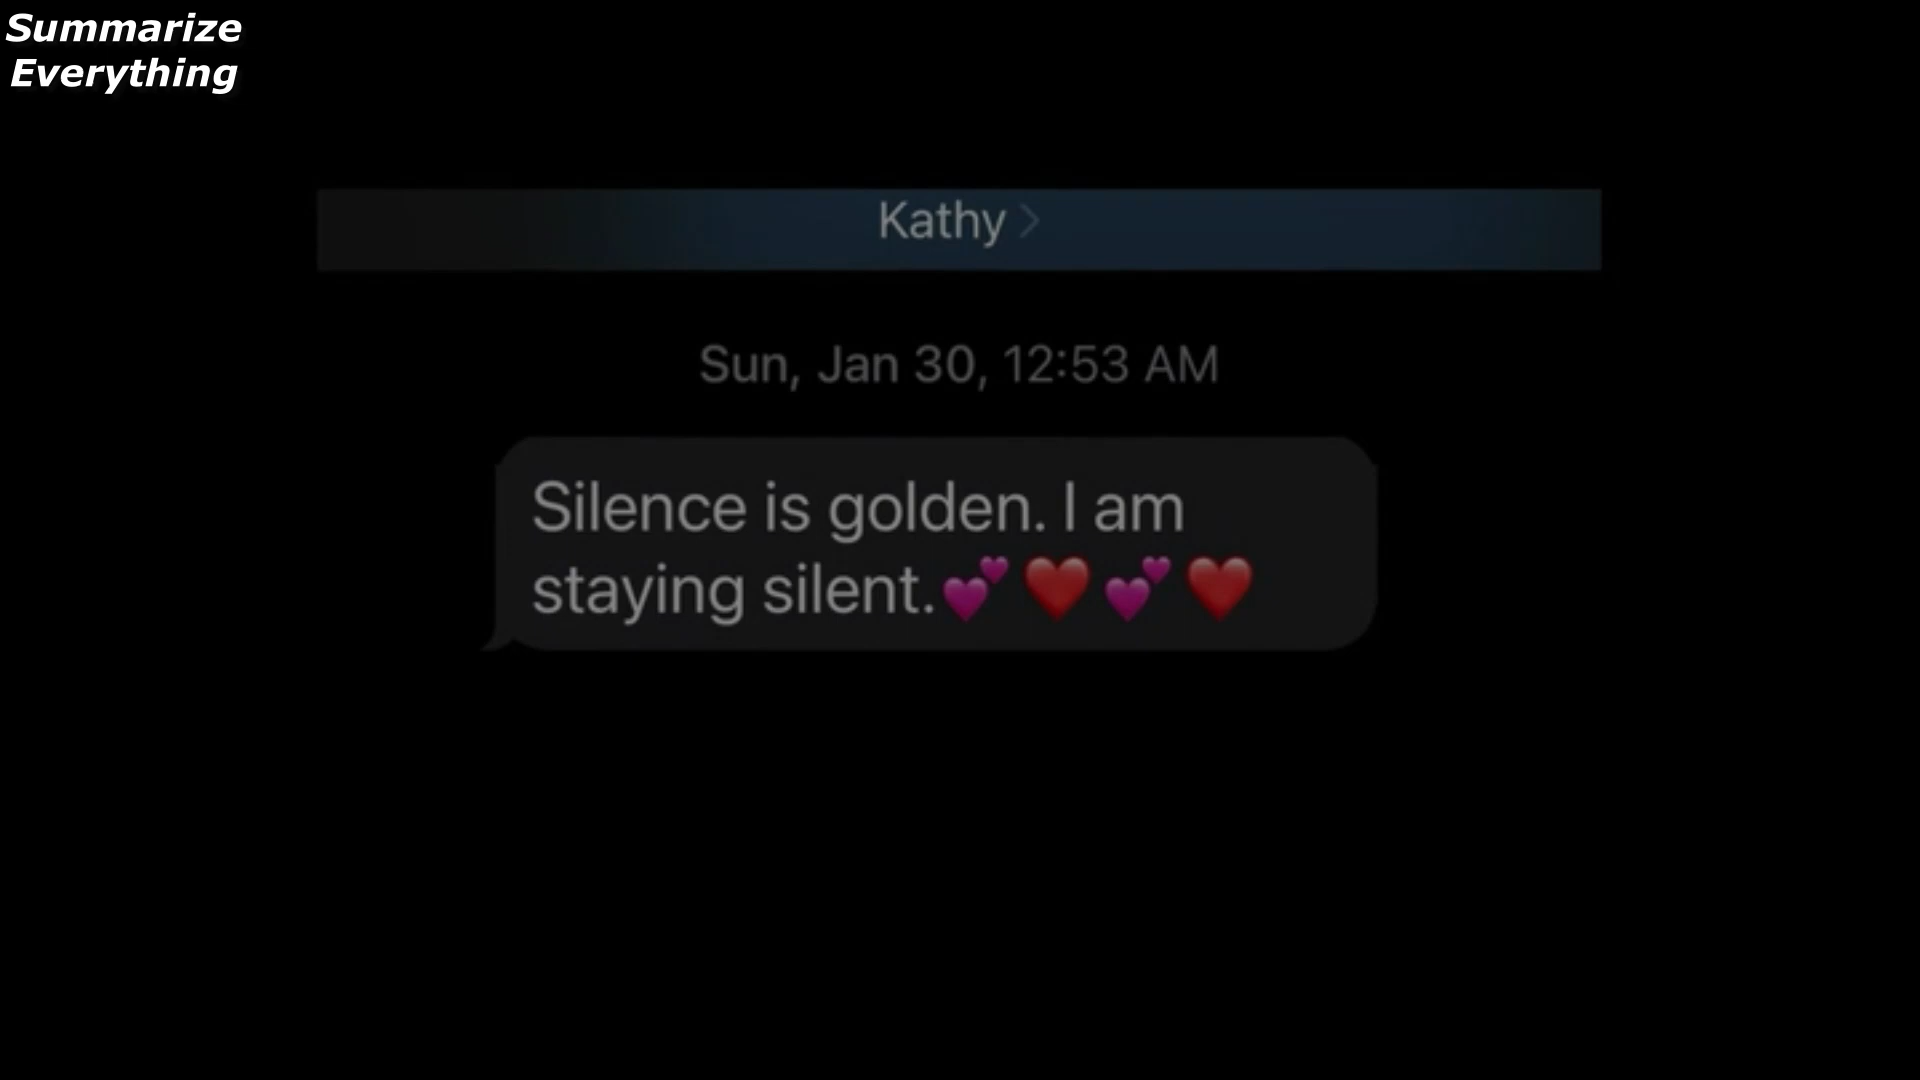 Summarize
Everything
Kathy >
Sun, Jan 30, 12:53 AM
Silence is golden. I am
staying silent.💕❤️💕❤️